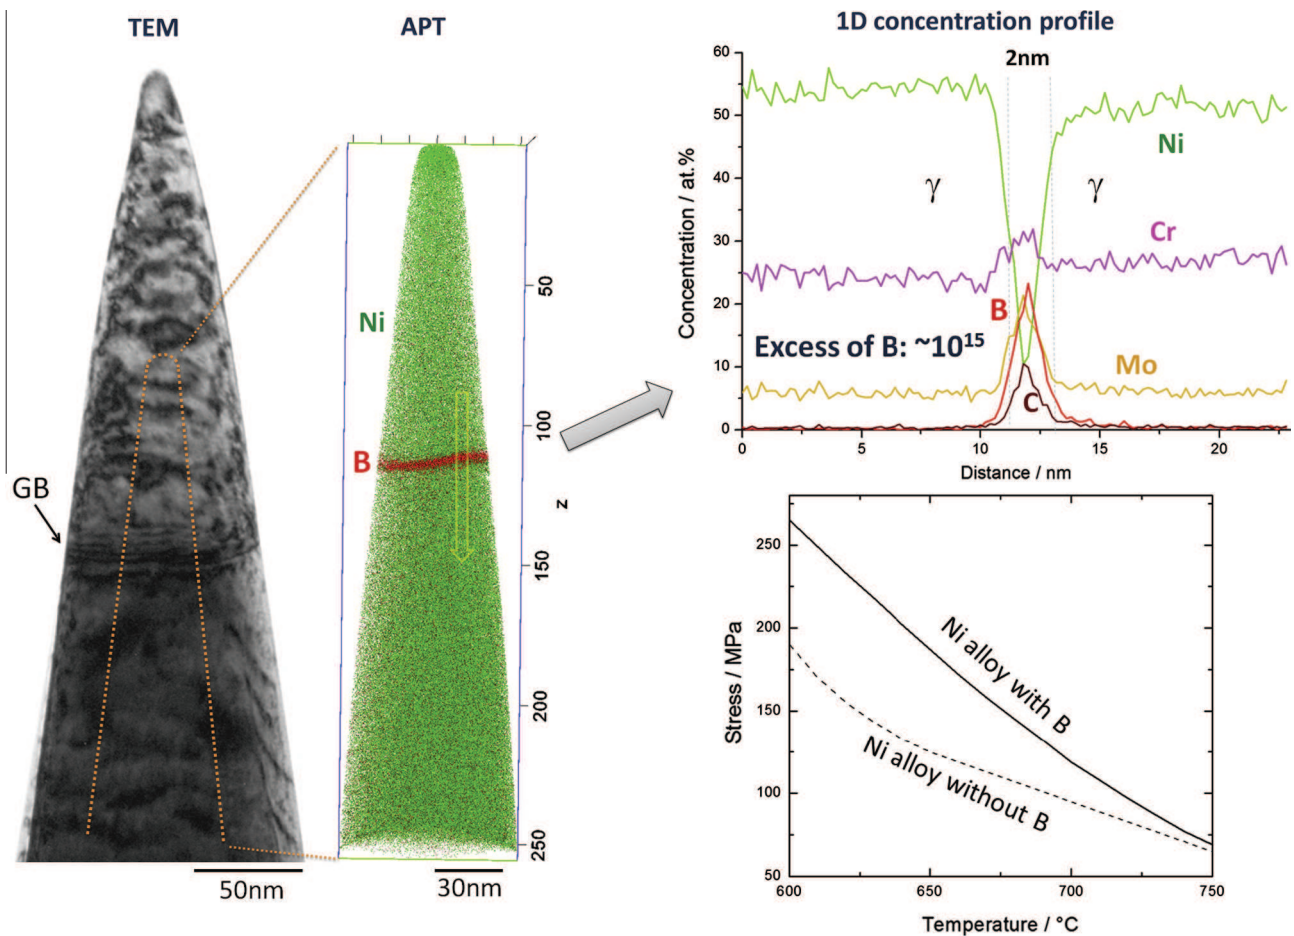 TEM
APT
GB
50nm
Ni
B
50
100
150
200
250
z
30nm
1D concentration profile
2nm
60
50
40
30
20
10
0
Concentration / at.%
Ni
γ
γ
Cr
B
Excess of B: ~10¹⁵
Mo
C
0
5
10
15
20
Distance / nm
250
200
150
100
50
Stress / MPa
Ni alloy with B
Ni alloy without B
600
650
700
750
Temperature / °C